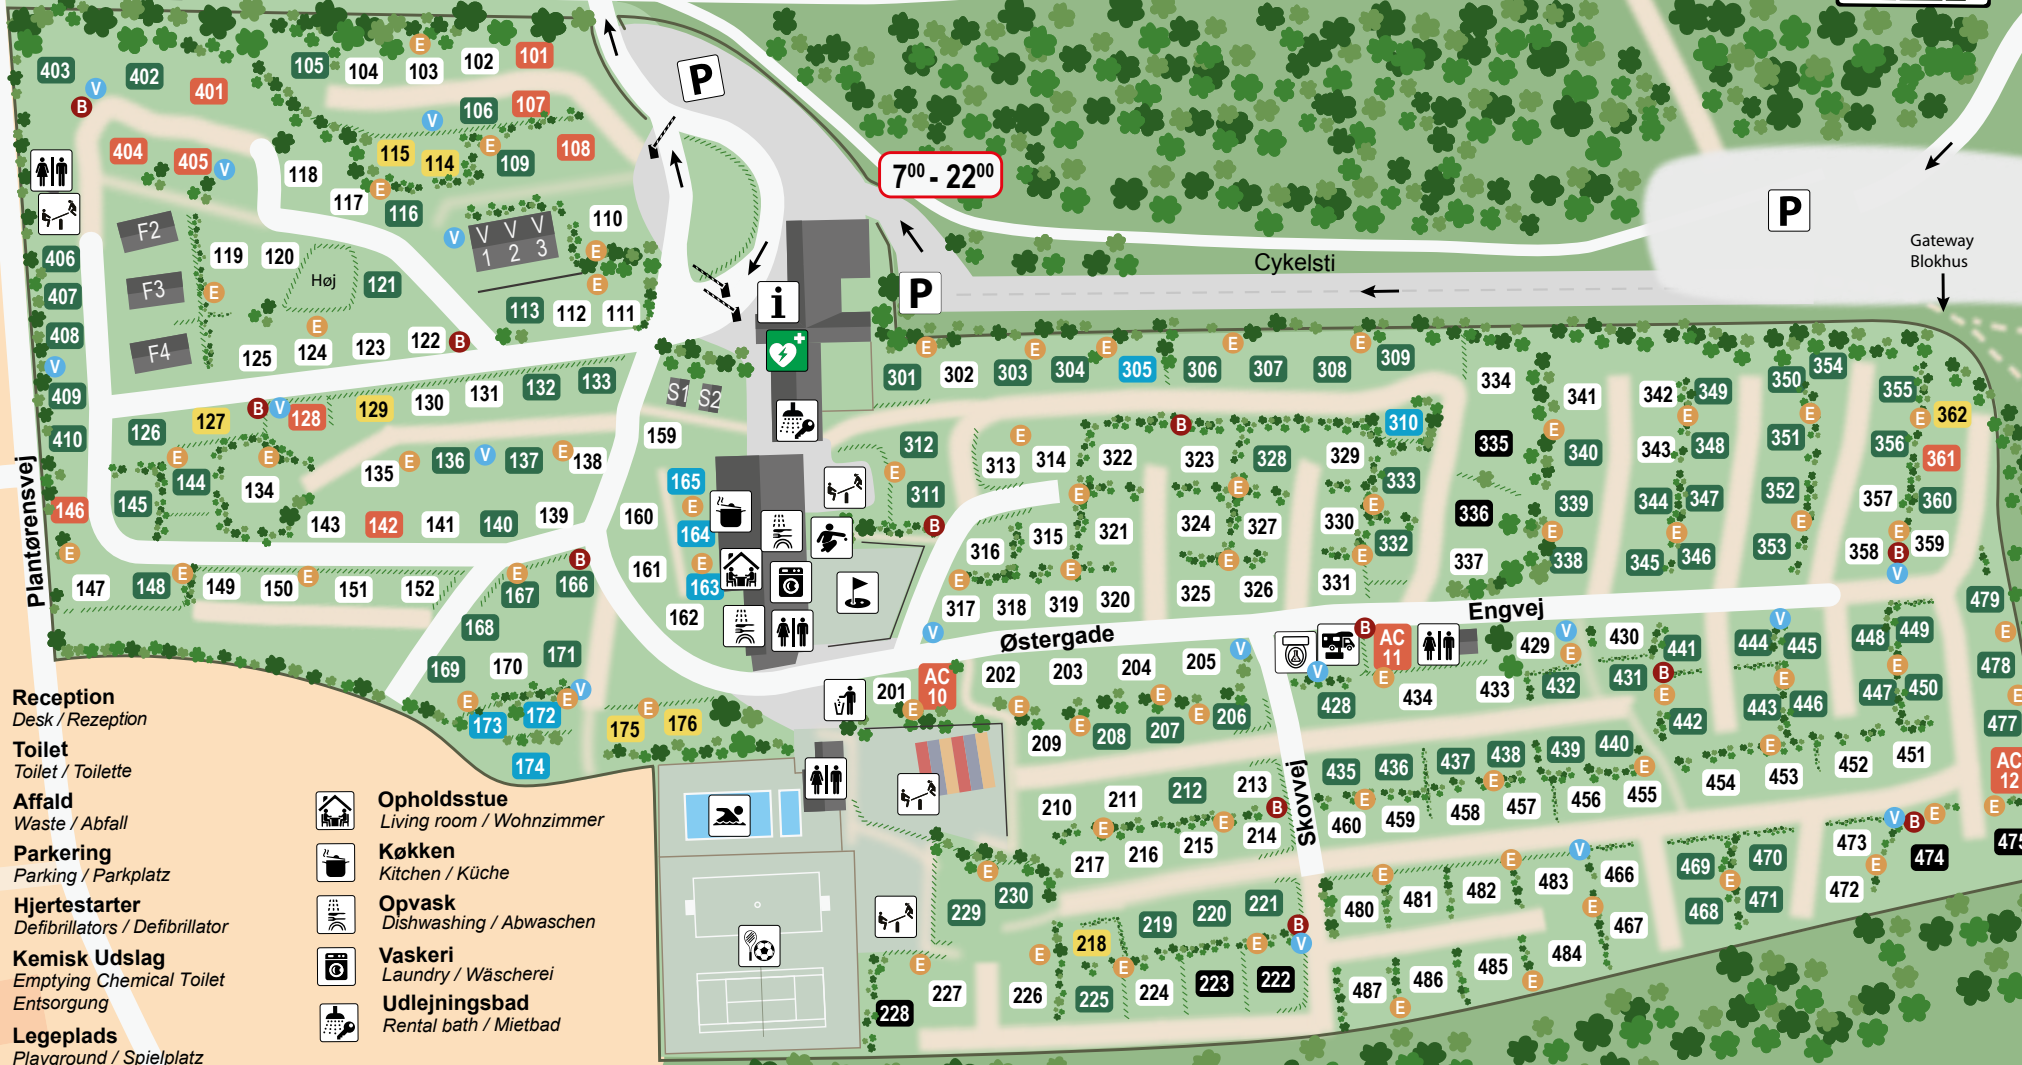 403
402
401
105
104
103
102
101
E
V
B
106
107
V
115
114
E
109
108
404
405
V
118
117
E
116
110
F2
V
V V V
1 2 3
E
119
120
406
Høj
121
E
407
F3
E
113
112
111
408
E
125
124
123
122
B
F4
V
409
126
127
B
V
128
129
130
131
132
133
410
E
E
144
134
135
E
136
V
137
E
138
146
145
143
142
141
140
139
E
147
148
E
149
150
E
151
152
E
167
B
166
168
169
170
171
E
173
172
E
V
174
175
E
176
P
7⁰⁰ - 22⁰⁰
P
Gateway
Blokhus
Cykelsti
P
i
S1
S2
159
165
E
160
164
161
E
163
162
E
301
302
E
303
304
E
305
306
E
307
308
E
309
310
312
E
311
B
313
E
314
322
B
323
328
329
333
E
E
E
315
321
324
327
330
332
316
E
E
E
E
317
318
319
320
325
326
331
334
335
336
337
341
E
340
339
E
338
342
349
E
343
348
344
347
E
345
346
350
354
E
351
352
E
353
355
E
362
356
361
357
360
E
358
B
359
V
V
Østergade
Engvej
AC
10
201
E
202
203
204
205
V
E
E
E
E
209
208
207
206
210
211
212
213
B
E
E
217
216
215
214
E
230
229
218
219
220
221
B
V
E
E
E
E
227
226
225
224
223
222
228
Skovvej
V
B
AC
11
E
428
434
433
429
V
E
430
432
431
B
E
441
442
V
444
445
E
443
446
448
449
E
447
450
479
E
478
E
477
AC
12
E
475
435
436
437
438
439
440
E
E
E
460
459
458
457
456
455
454
E
453
452
451
V
B
E
473
E
474
472
E
480
481
482
E
483
V
466
E
467
469
470
E
468
471
484
485
E
486
487
E
Plantørensvej
Reception
Desk / Rezeption
Toilet
Toilet / Toilette
Affald
Waste / Abfall
Parkering
Parking / Parkplatz
Hjertestarter
Defibrillators / Defibrillator
Kemisk Udslag
Emptying Chemical Toilet
Entsorgung
Legeplads
Playground / Spielplatz
Opholdsstue
Living room / Wohnzimmer
Køkken
Kitchen / Küche
Opvask
Dishwashing / Abwaschen
Vaskeri
Laundry / Wäscherei
Udlejningsbad
Rental bath / Mietbad